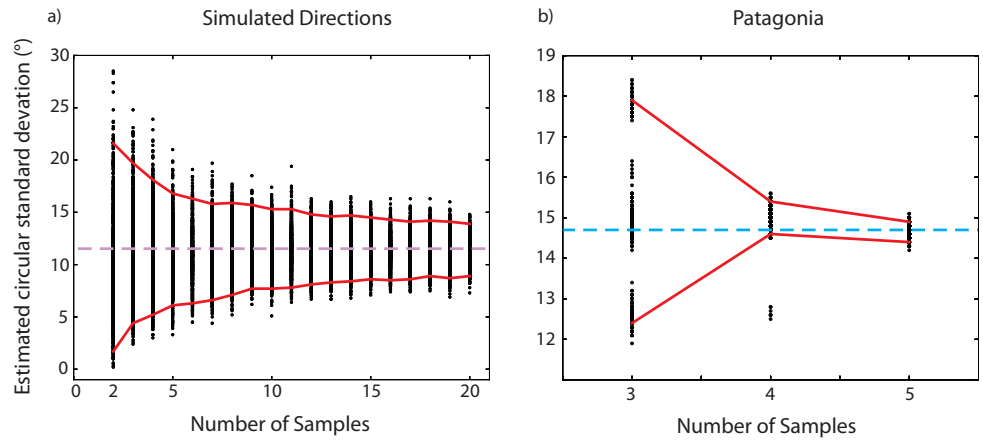 a) Simulated Directions
b) Patagonia
Estimated circular standard devation (°)
30
25
20
15
10
5
0
0 2 5 10 15 20
Number of Samples
19
18
17
16
15
14
13
12
3 4 5
Number of Samples